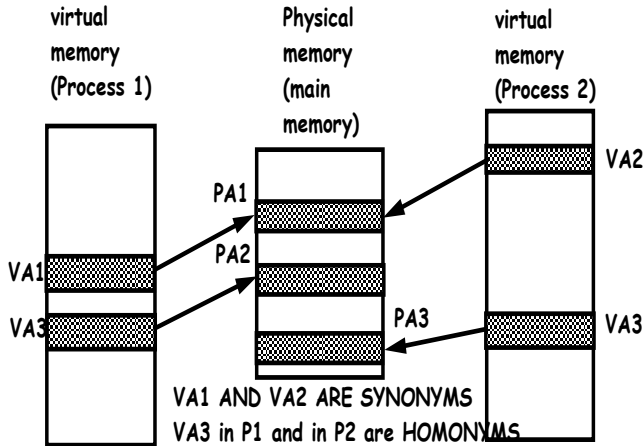 virtual
memory
(Process 1)
Physical
memory
(main
memory)
virtual
memory
(Process 2)
VA2
PA1
PA2
VA1
VA3
PA3
VA3
VA1 AND VA2 ARE SYNONYMS
VA3 in P1 and in P2 are HOMONYMS